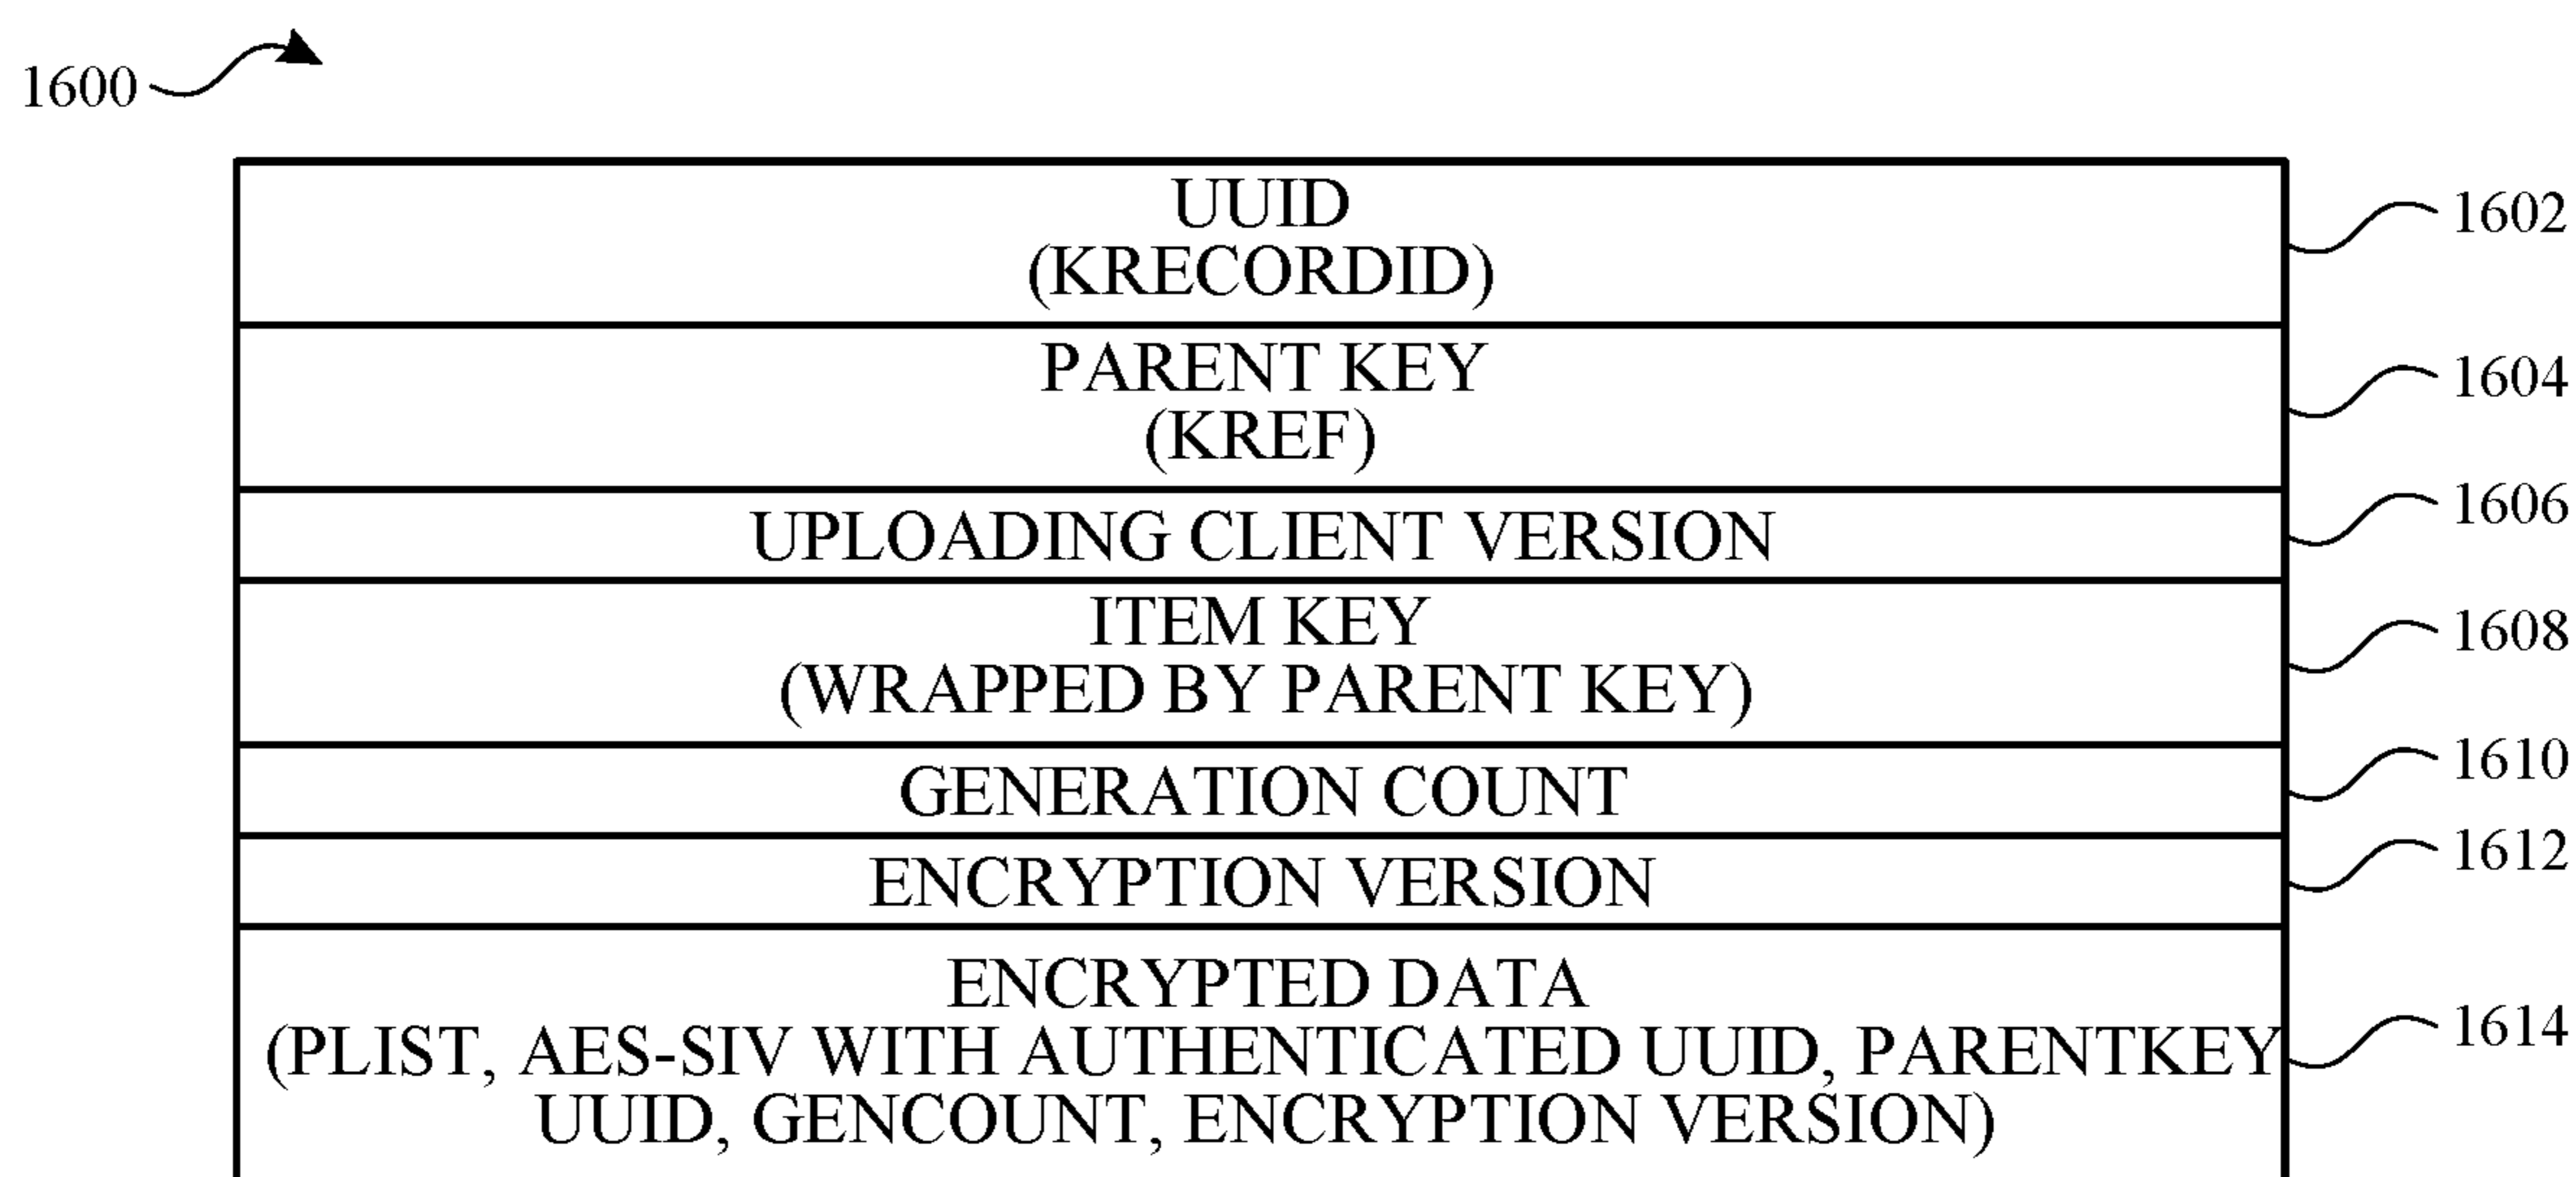 1600
UUID
(KRECORDID)
1602
PARENT KEY
(KREF)
1604
UPLOADING CLIENT VERSION
1606
ITEM KEY
(WRAPPED BY PARENT KEY)
1608
GENERATION COUNT
1610
ENCRYPTION VERSION
1612
ENCRYPTED DATA
(PLIST, AES-SIV WITH AUTHENTICATED UUID, PARENTKEY
UUID, GENCOUNT, ENCRYPTION VERSION)
1614